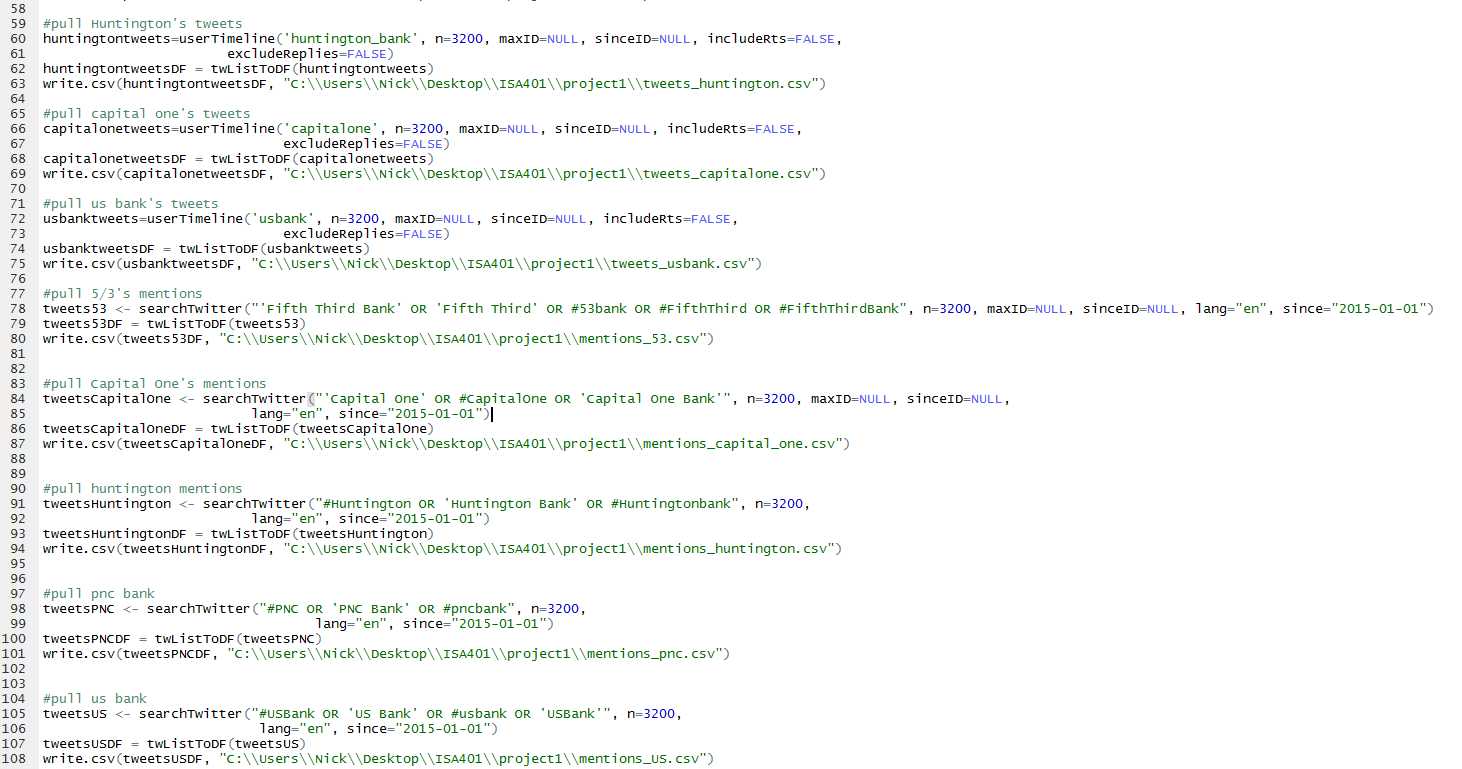 58
59 #pull Huntington's tweets
60 huntingtontweets=userTimeline('huntington_bank', n=3200, maxID=NULL, sinceID=NULL, includeRts=FALSE,
61 excludeReplies=FALSE)
62 huntingtontweetsDF = twListToDF(huntingtontweets)
63 write.csv(huntingtontweetsDF, "C:\\Users\\Nick\\Desktop\\ISA401\\project1\\tweets_huntington.csv")
64
65 #pull capital one's tweets
66 capitalonetweets=userTimeline('capitalone', n=3200, maxID=NULL, sinceID=NULL, includeRts=FALSE,
67 excludeReplies=FALSE)
68 capitalonetweetsDF = twListToDF(capitalonetweets)
69 write.csv(capitalonetweetsDF, "C:\\Users\\Nick\\Desktop\\ISA401\\project1\\tweets_capitalone.csv")
70
71 #pull us bank's tweets
72 usbanktweets=userTimeline('usbank', n=3200, maxID=NULL, sinceID=NULL, includeRts=FALSE,
73 excludeReplies=FALSE)
74 usbanktweetsDF = twListToDF(usbanktweets)
75 write.csv(usbanktweetsDF, "C:\\Users\\Nick\\Desktop\\ISA401\\project1\\tweets_usbank.csv")
76
77 #pull 5/3's mentions
78 tweets53 <- searchTwitter("'Fifth Third Bank' OR 'Fifth Third' OR #53bank OR #FifthThird OR #FifthThirdBank", n=3200, maxID=NULL, sinceID=NULL, lang="en", since="2015-01-01")
79 tweets53DF = twListToDF(tweets53)
80 write.csv(tweets53DF, "C:\\Users\\Nick\\Desktop\\ISA401\\project1\\mentions_53.csv")
81
82
83 #pull Capital One's mentions
84 tweetsCapitalOne <- searchTwitter("'Capital One' OR #CapitalOne OR 'Capital One Bank'", n=3200, maxID=NULL, sinceID=NULL,
85 lang="en", since="2015-01-01")
86 tweetsCapitalOneDF = twListToDF(tweetsCapitalOne)
87 write.csv(tweetsCapitalOneDF, "C:\\Users\\Nick\\Desktop\\ISA401\\project1\\mentions_capital_one.csv")
88
89
90 #pull huntington mentions
91 tweetsHuntington <- searchTwitter("#Huntington OR 'Huntington Bank' OR #Huntingtonbank", n=3200,
92 lang="en", since="2015-01-01")
93 tweetsHuntingtonDF = twListToDF(tweetsHuntington)
94 write.csv(tweetsHuntingtonDF, "C:\\Users\\Nick\\Desktop\\ISA401\\project1\\mentions_huntington.csv")
95
96
97 #pull pnc bank
98 tweetsPNC <- searchTwitter("#PNC OR 'PNC Bank' OR #pncbank", n=3200,
99 lang="en", since="2015-01-01")
100 tweetsPNCDF = twListToDF(tweetsPNC)
101 write.csv(tweetsPNCDF, "C:\\Users\\Nick\\Desktop\\ISA401\\project1\\mentions_pnc.csv")
102
103
104 #pull us bank
105 tweetsUS <- searchTwitter("#USBank OR 'US Bank' OR #usbank OR 'USBank'", n=3200,
106 lang="en", since="2015-01-01")
107 tweetsUSDF = twListToDF(tweetsUS)
108 write.csv(tweetsUSDF, "C:\\Users\\Nick\\Desktop\\ISA401\\project1\\mentions_US.csv")